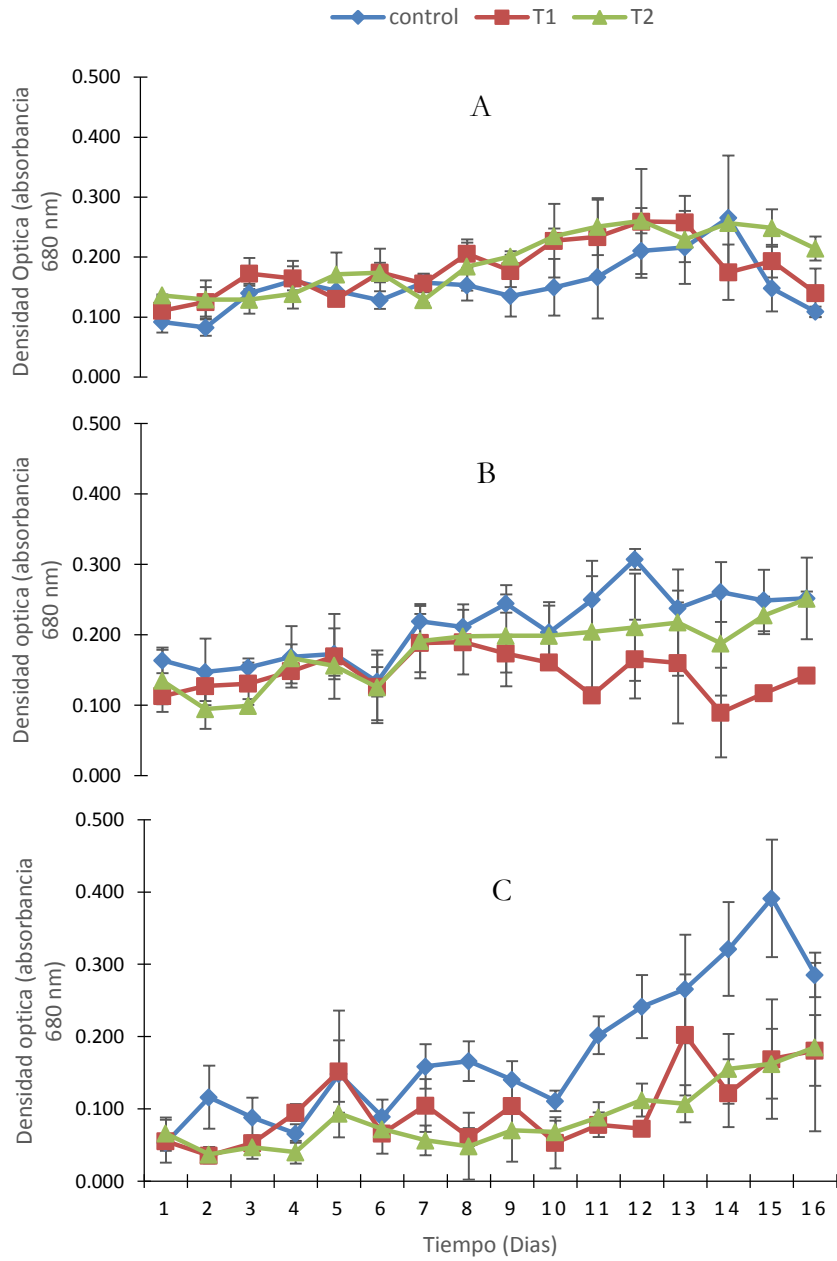 control T1 T2
A
0.500
0.400
0.300
0.200
0.100
0.000
Densidad Optica (absorbancia
680 nm)
B
0.500
0.400
0.300
0.200
0.100
0.000
Densidad optica (absorbancia
680 nm)
C
0.500
0.400
0.300
0.200
0.100
0.000
Densidad optica (absorbancia
680 nm)
1 2 3 4 5 6 7 8 9 10 11 12 13 14 15 16
Tiempo (Dias)